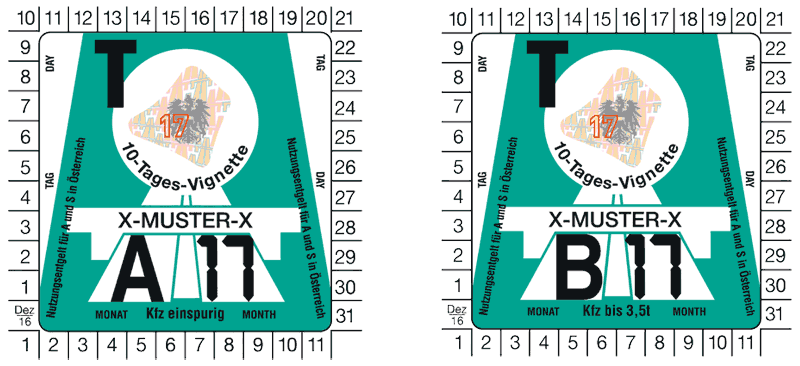 10 11 12 13 14 15 16 17 18 19 20 21
9
8
7
6
5
4
3
2
1
Dez
16
DAY
TAG
T
TAG
DAY
17
10-Tages-Vignette
Nutzungsentgelt für A und S in Österreich
Nutzungsentgelt für A und S in Österreich
X-MUSTER-X
A 17
MONAT Kfz einspurig MONTH
22
23
24
25
26
27
28
29
30
31
1 2 3 4 5 6 7 8 9 10 11
10 11 12 13 14 15 16 17 18 19 20 21
9
8
7
6
5
4
3
2
1
Dez
16
DAY
TAG
T
TAG
DAY
17
10-Tages-Vignette
Nutzungsentgelt für A und S in Österreich
Nutzungsentgelt für A und S in Österreich
X-MUSTER-X
B 17
MONAT Kfz bis 3,5t MONTH
22
23
24
25
26
27
28
29
30
31
1 2 3 4 5 6 7 8 9 10 11